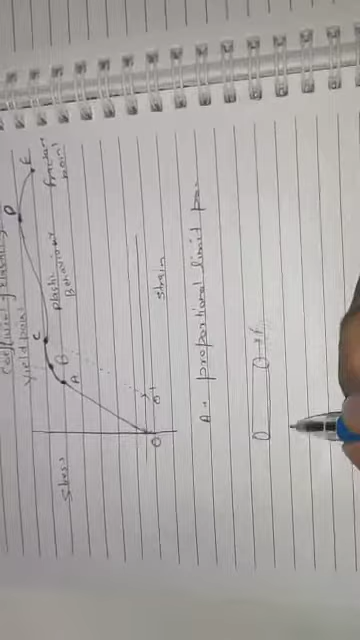 Yield point
D
E
fracture point
C
plastic Behaviour
B
A
Stress
O
O'
Strain
A → proportional limit
O